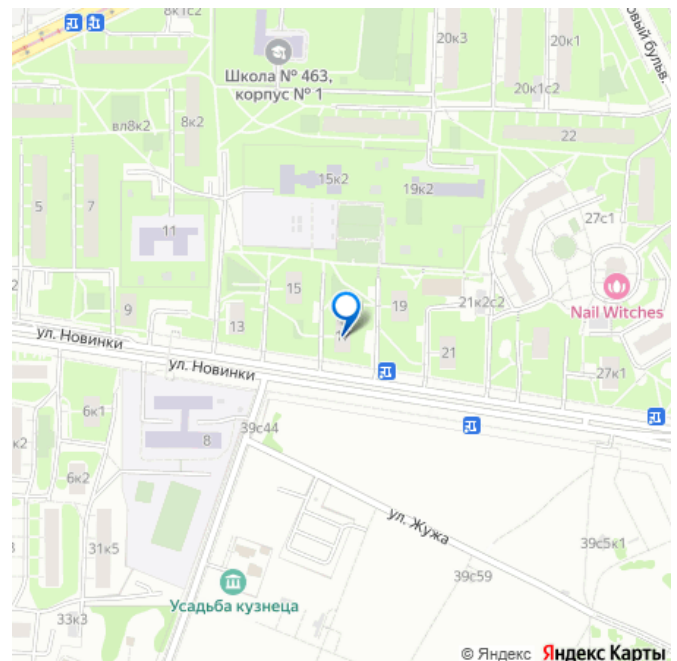 8к1с2
20к3
20к1
овый бульв.
Школа № 463,
корпус № 1
20к1с2
вл8к2
8к2
22
15к2
19к2
5
7
27с1
11
15
19
21к2с2
Nail Witches
9
13
ул. Новинки
21
ул. Новинки
27к1
6к1
39с44
8
6к2
ул. Жужа
39с5к1
31к5
39с59
Усадьба кузнеца
33к3
© Яндекс Яндекс Карты